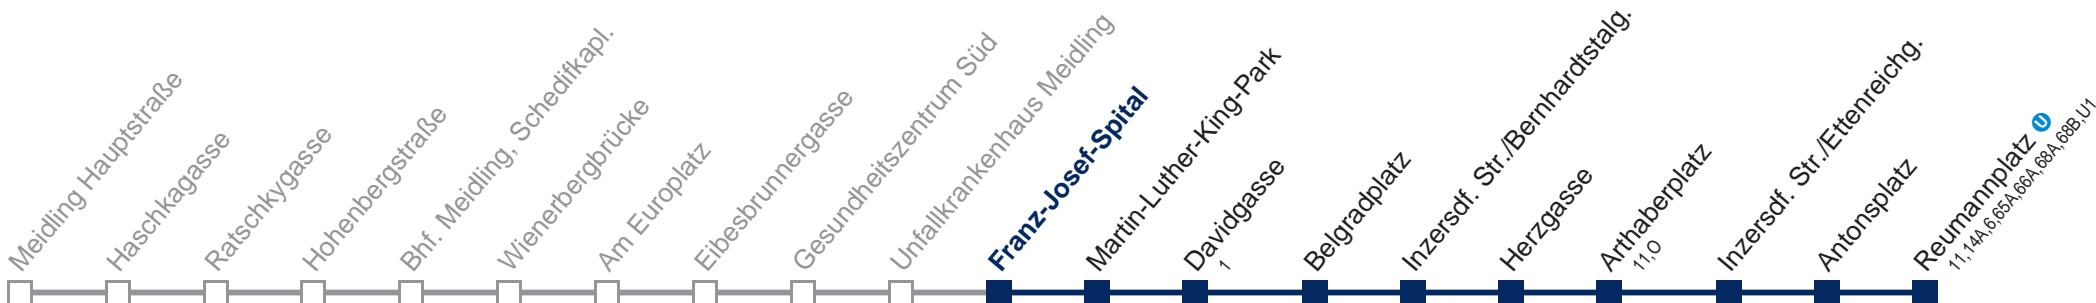 Meidling Hauptstraße
Haschkagasse
Ratschkygasse
Hohenbergstraße
Bhf. Meidling, Schedifkapl.
Wienerbergbrücke
Am Europlatz
Eibesbrunnergasse
Gesundheitszentrum Süd
Unfallkrankenhaus Meidling
Franz-Josef-Spital
Martin-Luther-King-Park
Davidgasse
1
Belgradplatz
Inzersdf. Str./Bernhardtstalg.
Herzgasse
Arthaberplatz
11,O
Inzersdf. Str./Ettenreichg.
Antonsplatz
Reumannplatz U
11,14A,6,65A,66A,68A,68B,U1